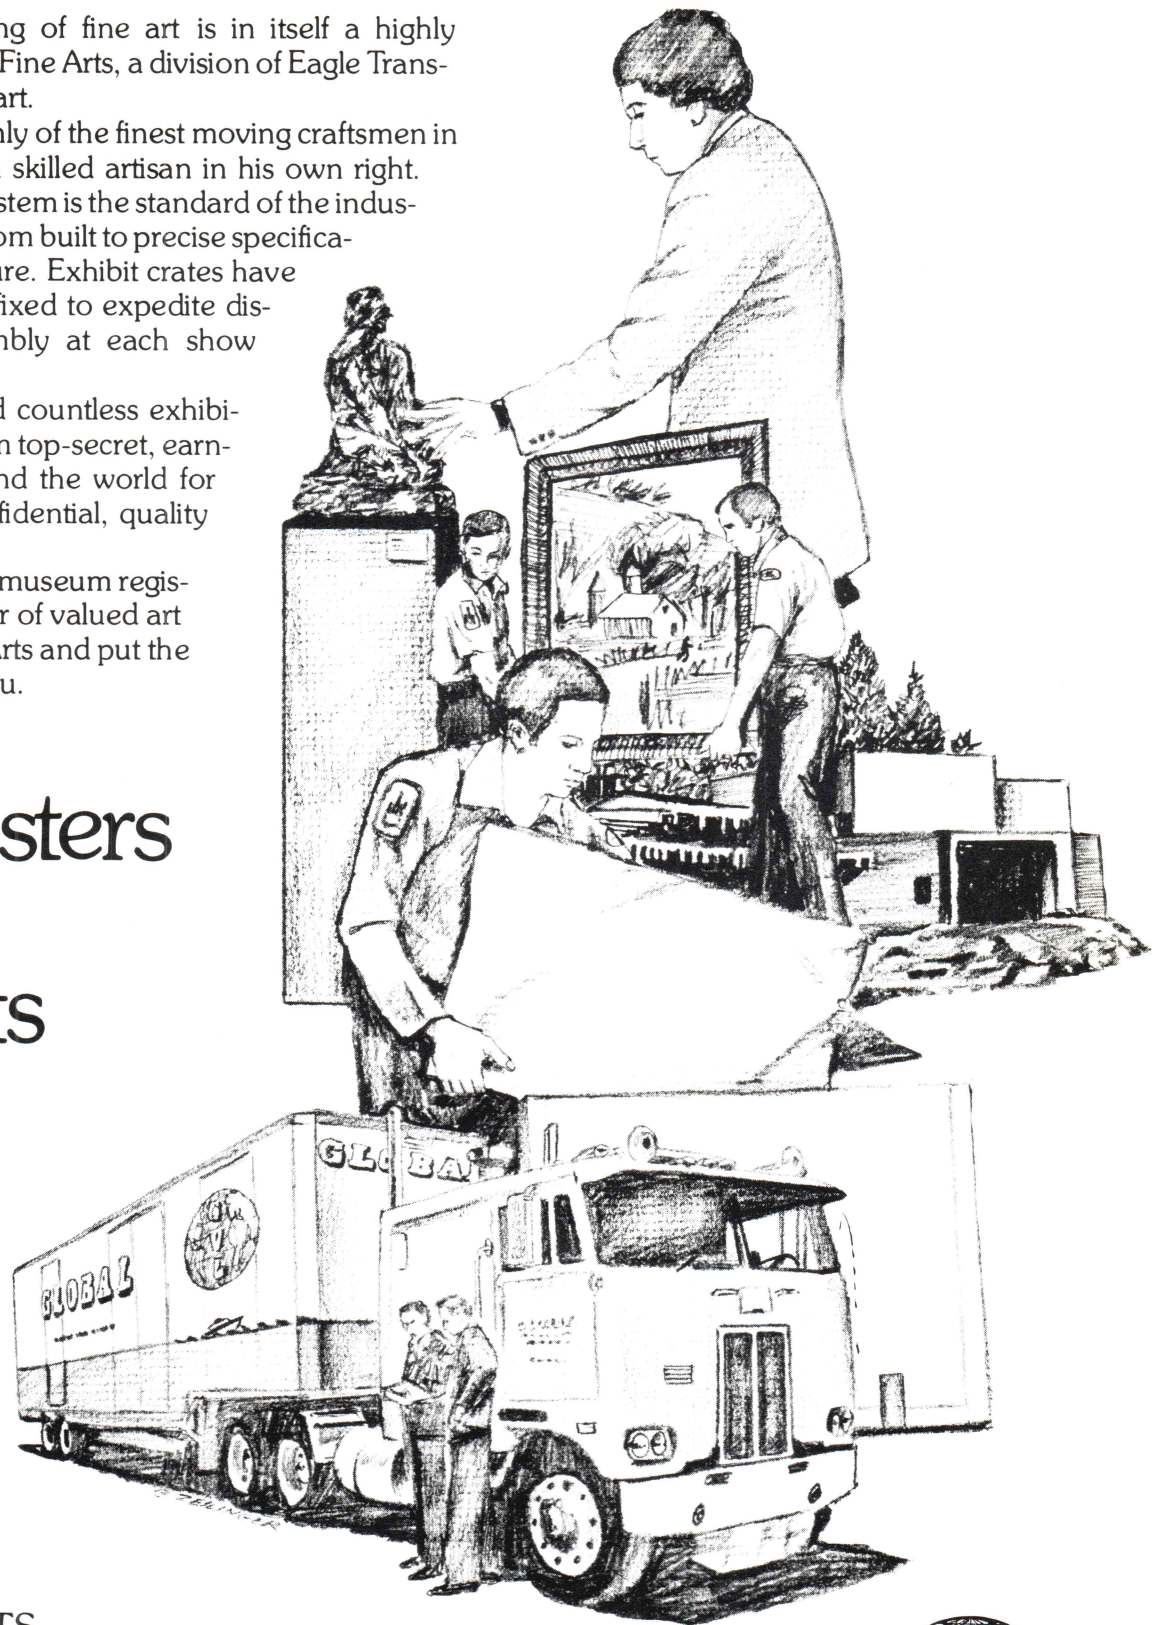 ng of fine art is in itself a highly
Fine Arts, a division of Eagle Trans-
art.
nly of the finest moving craftsmen in
skilled artisan in his own right.
stem is the standard of the indus-
om built to precise specifica-
ure. Exhibit crates have
fixed to expedite dis-
mbly at each show
d countless exhibi-
n top-secret, earn-
nd the world for
fidential, quality
museum regis-
r of valued art
Arts and put the
u.
sters
ts
GLOBAL
GLOBAL